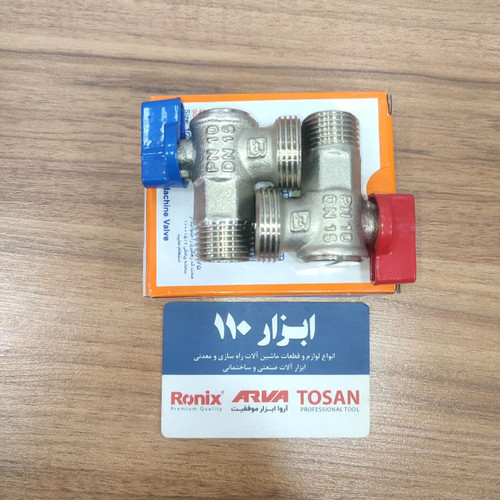 PN 10
DN 15
PN 10
DN 15
Machine Valve
ابزار ۱۱۰
انواع لوازم و قطعات ماشین آلات راه سازی و معدنی
ابزار آلات صنعتی و ساختمانی
Ronix
Premium Quality
ARVA
آروا ابزار موفقیت
TOSAN
PROFESSIONAL TOOL